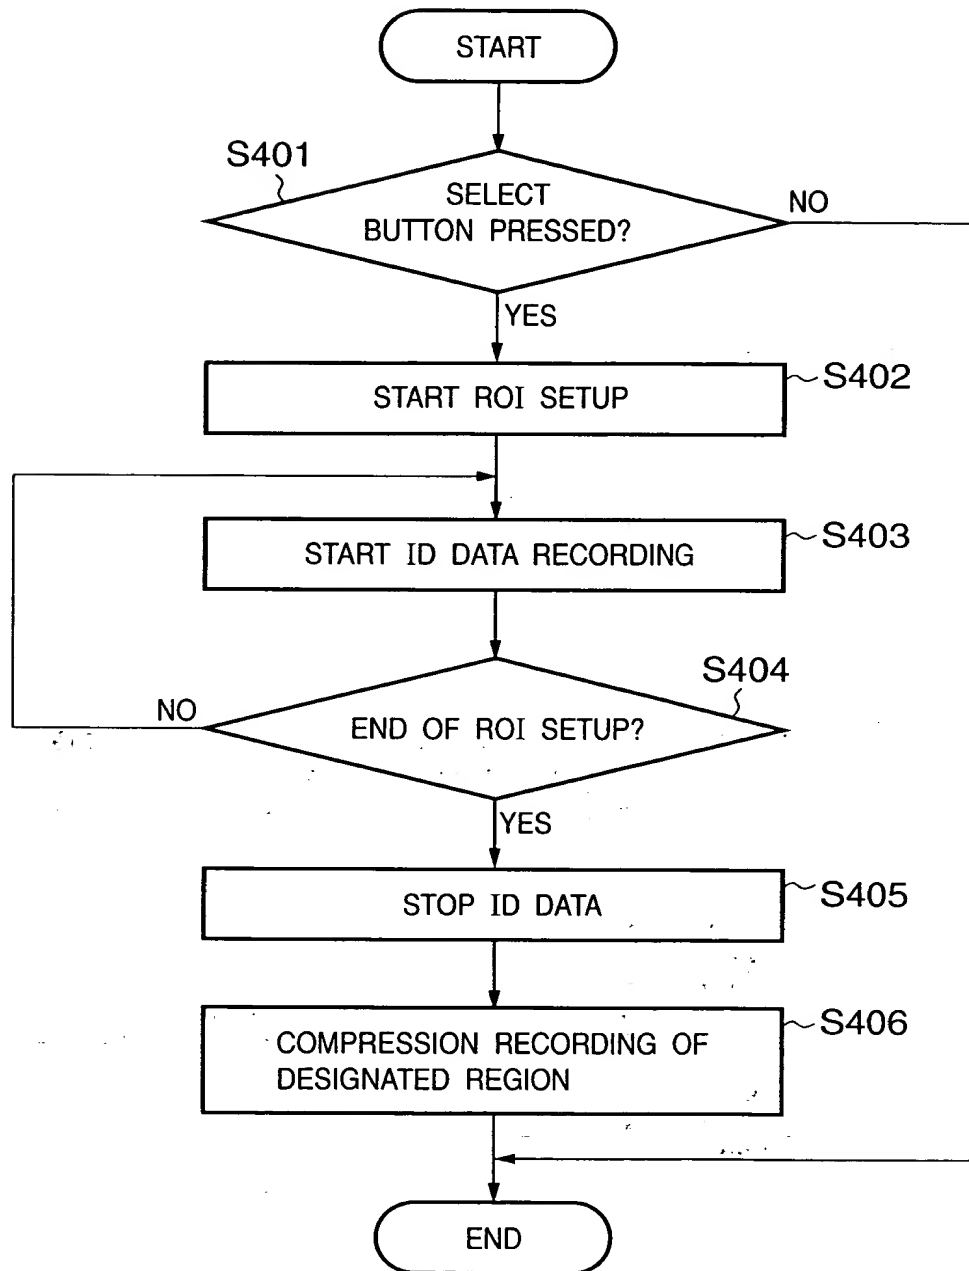 START
S401
SELECT
BUTTON PRESSED?
NO
YES
START ROI SETUP
S402
START ID DATA RECORDING
S403
S404
END OF ROI SETUP?
NO
YES
STOP ID DATA
S405
COMPRESSION RECORDING OF
DESIGNATED REGION
S406
END